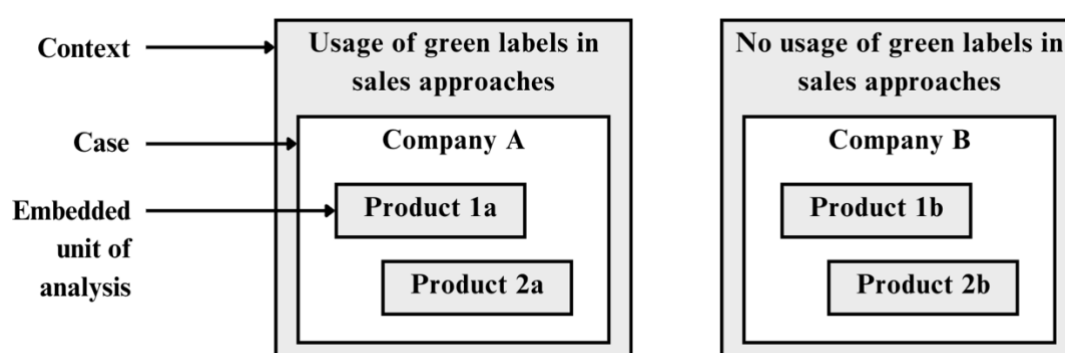 Context
Usage of green labels in
sales approaches
No usage of green labels in
sales approaches
Case
Company A
Company B
Embedded
unit of
analysis
Product 1a
Product 2a
Product 1b
Product 2b